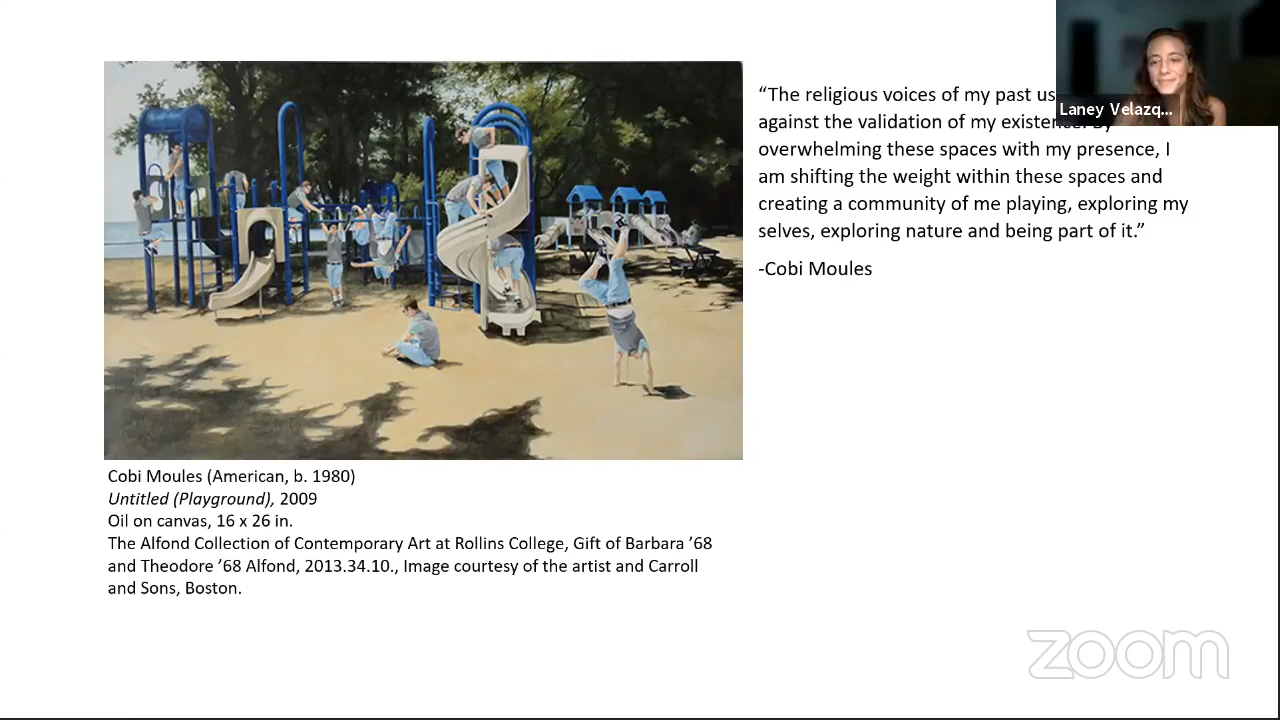 “The religious voices of my past us
Laney Velazq...
against the validation of my existence. By
overwhelming these spaces with my presence, I
am shifting the weight within these spaces and
creating a community of me playing, exploring my
selves, exploring nature and being part of it.”
-Cobi Moules
Cobi Moules (American, b. 1980)
Untitled (Playground), 2009
Oil on canvas, 16 x 26 in.
The Alfond Collection of Contemporary Art at Rollins College, Gift of Barbara ’68
and Theodore ’68 Alfond, 2013.34.10., Image courtesy of the artist and Carroll
and Sons, Boston.
zoom